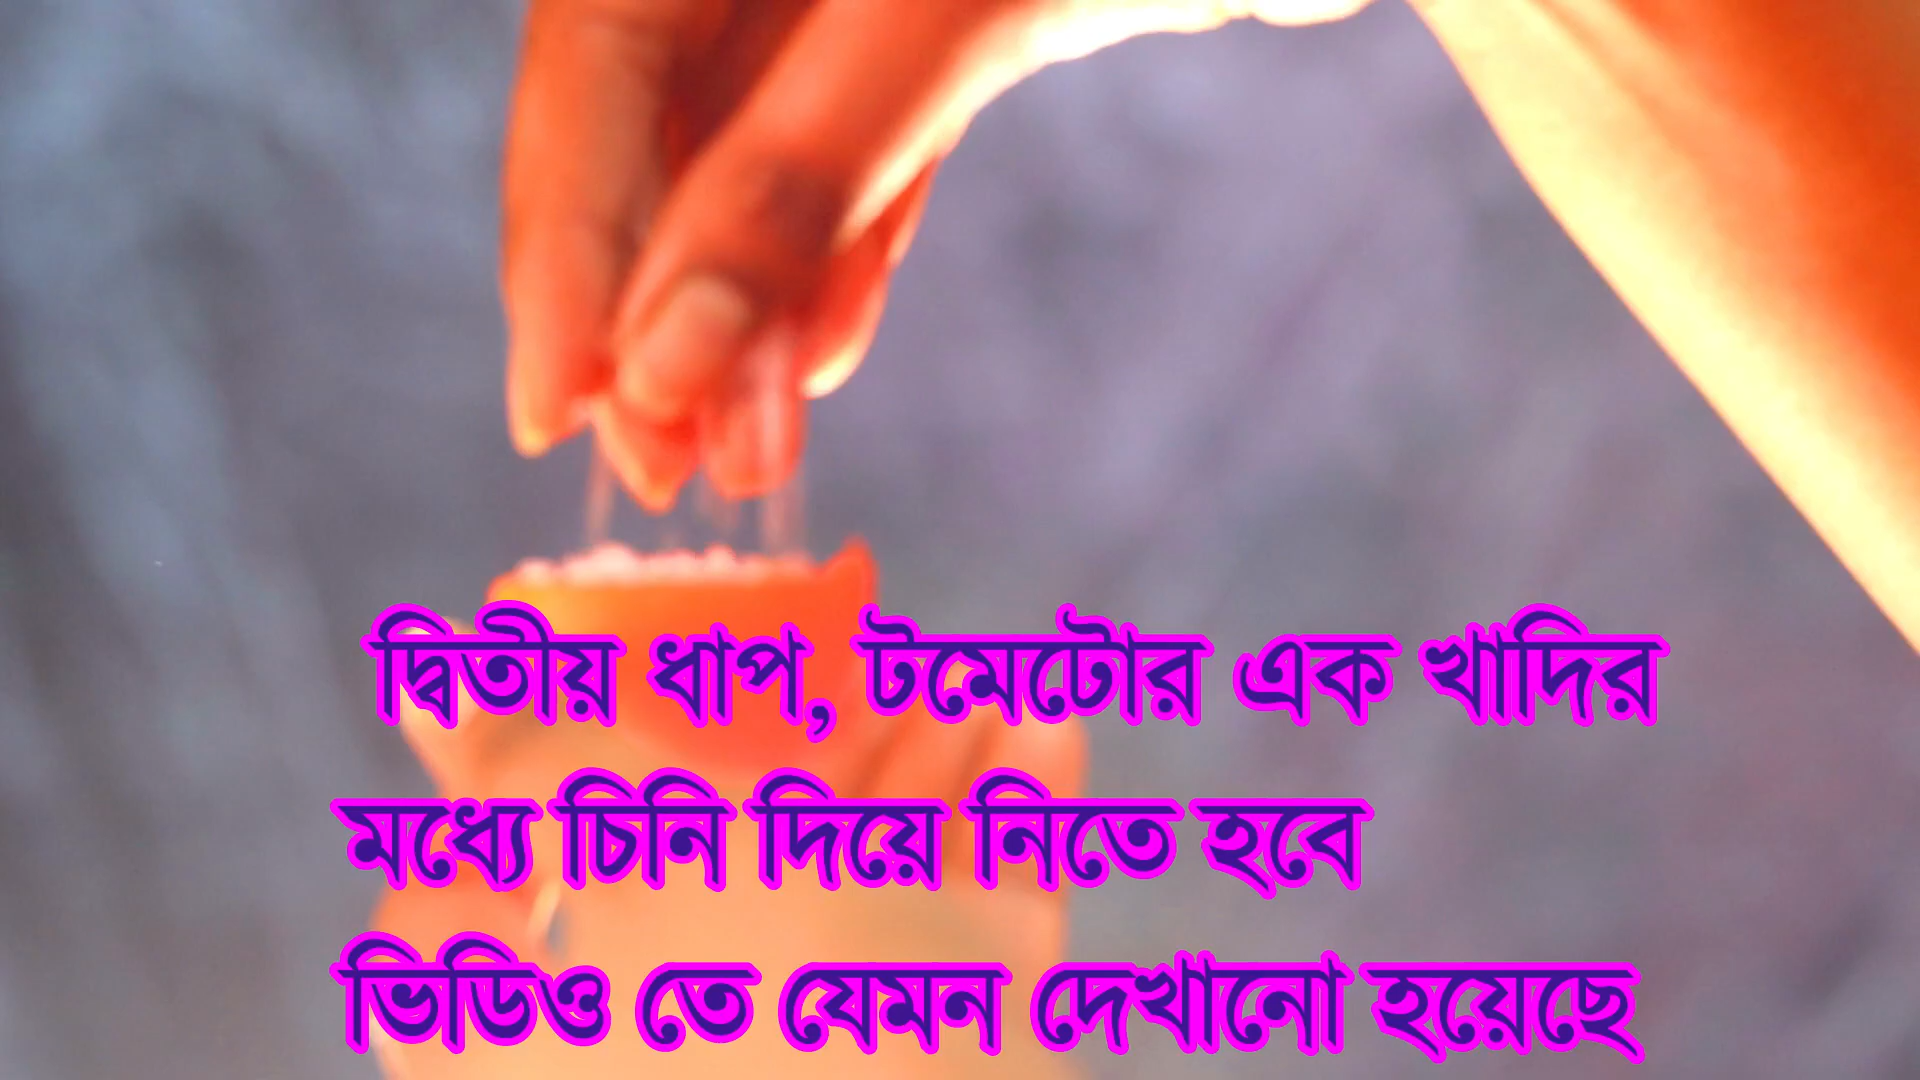 দ্বিতীয় ধাপ, টমেটোর এক খাদির
মধ্যে চিনি দিয়ে নিতে হবে
ভিডিও তে যেমন দেখানো হয়েছে